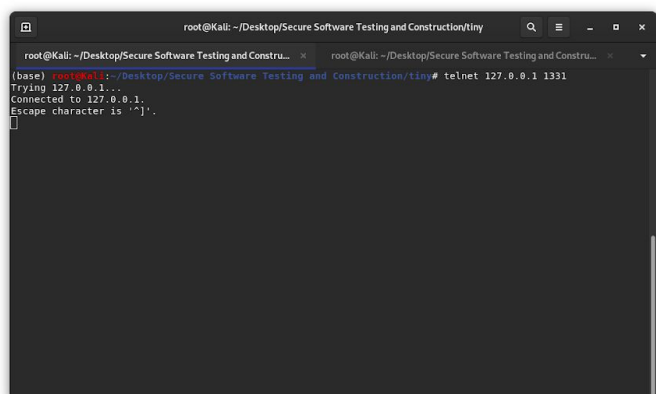 root@Kali: ~/Desktop/Secure Software Testing and Construction/tiny
root@Kali: ~/Desktop/Secure Software Testing and Constru... × root@Kali: ~/Desktop/Secure Software Testing and Constru... ×
(base) root@Kali:~/Desktop/Secure Software Testing and Construction/tiny# telnet 127.0.0.1 1331
Trying 127.0.0.1...
Connected to 127.0.0.1.
Escape character is '^]'.